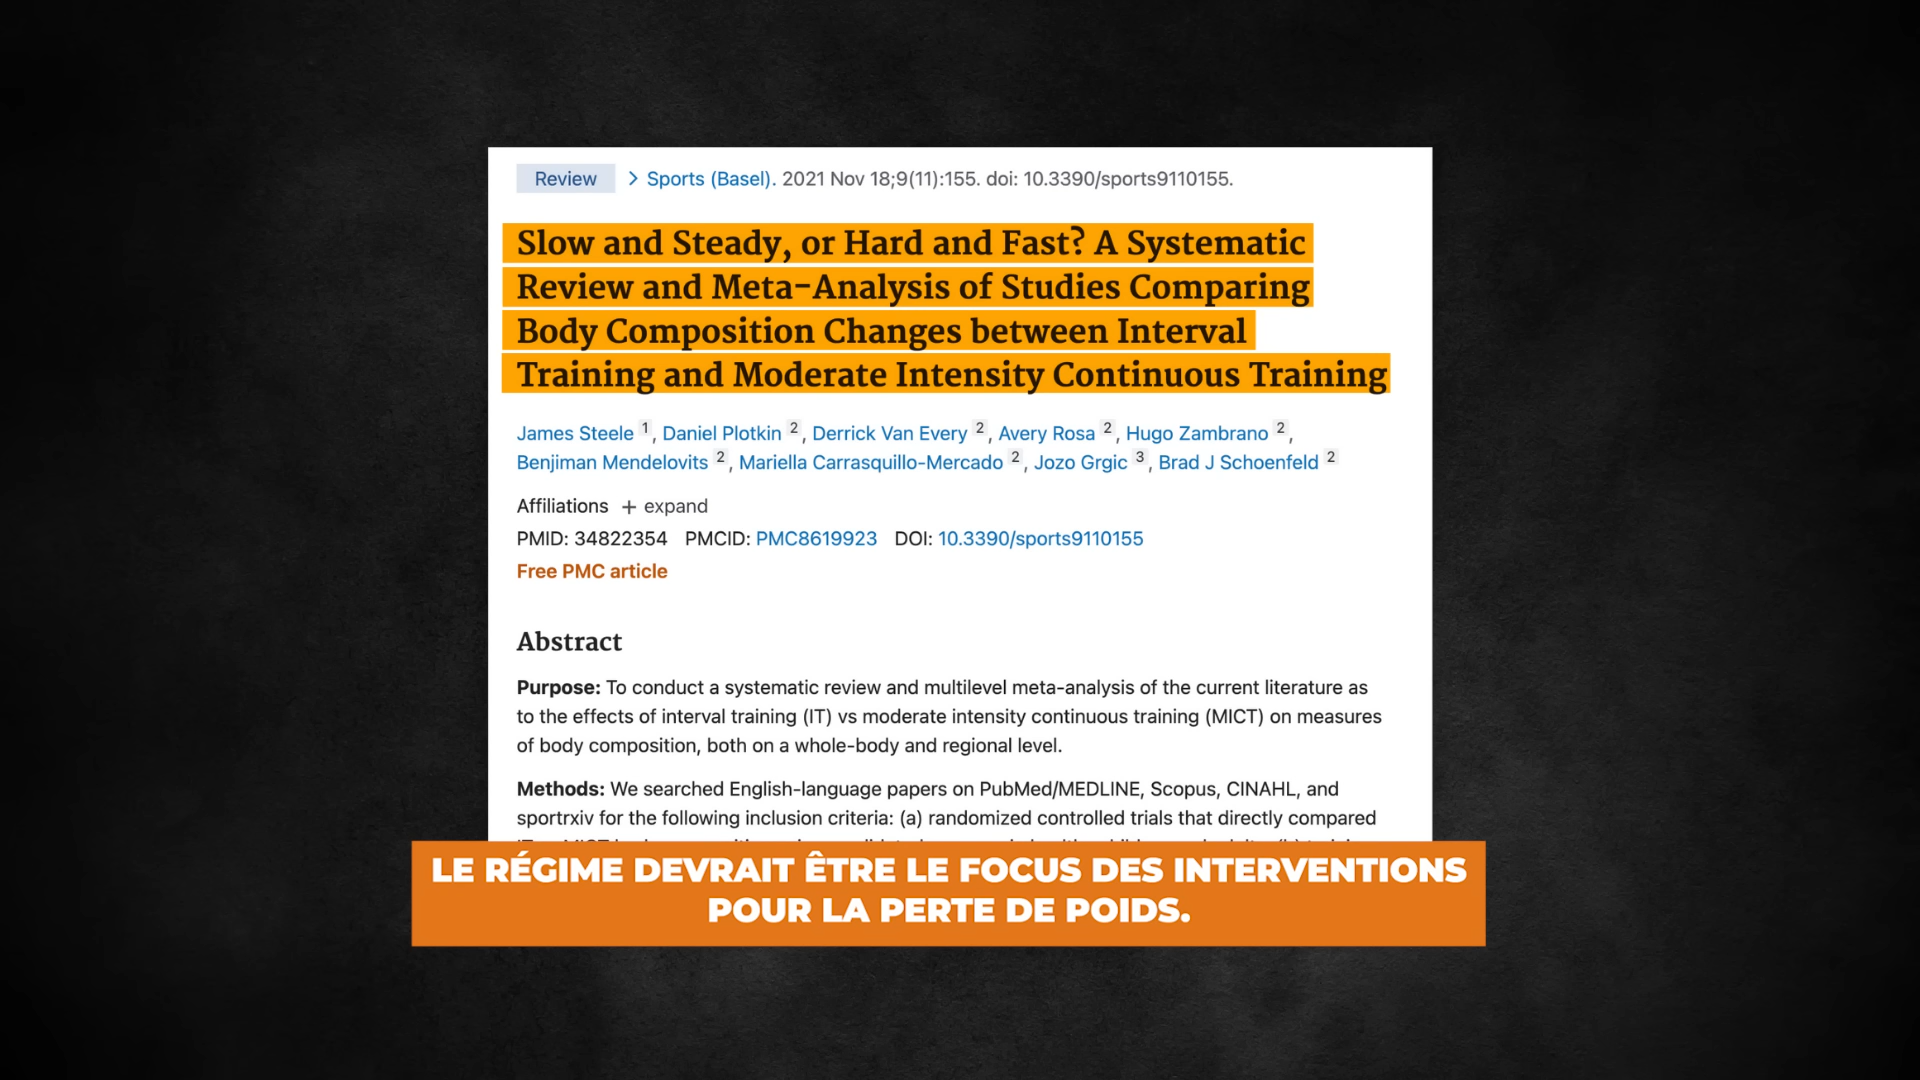 Review > Sports (Basel). 2021 Nov 18;9(11):155. doi: 10.3390/sports9110155.
Slow and Steady, or Hard and Fast? A Systematic
Review and Meta-Analysis of Studies Comparing
Body Composition Changes between Interval
Training and Moderate Intensity Continuous Training
James Steele 1, Daniel Plotkin 2, Derrick Van Every 2, Avery Rosa 2, Hugo Zambrano 2,
Benjiman Mendelovits 2, Mariella Carrasquillo-Mercado 2, Jozo Grgic 3, Brad J Schoenfeld 2
Affiliations + expand
PMID: 34822354 PMCID: PMC8619923 DOI: 10.3390/sports9110155
Free PMC article
Abstract
Purpose: To conduct a systematic review and multilevel meta-analysis of the current literature as
to the effects of interval training (IT) vs moderate intensity continuous training (MICT) on measures
of body composition, both on a whole-body and regional level.
Methods: We searched English-language papers on PubMed/MEDLINE, Scopus, CINAHL, and
sportrxiv for the following inclusion criteria: (a) randomized controlled trials that directly compared
LE RÉGIME DEVRAIT ÊTRE LE FOCUS DES INTERVENTIONS
POUR LA PERTE DE POIDS.